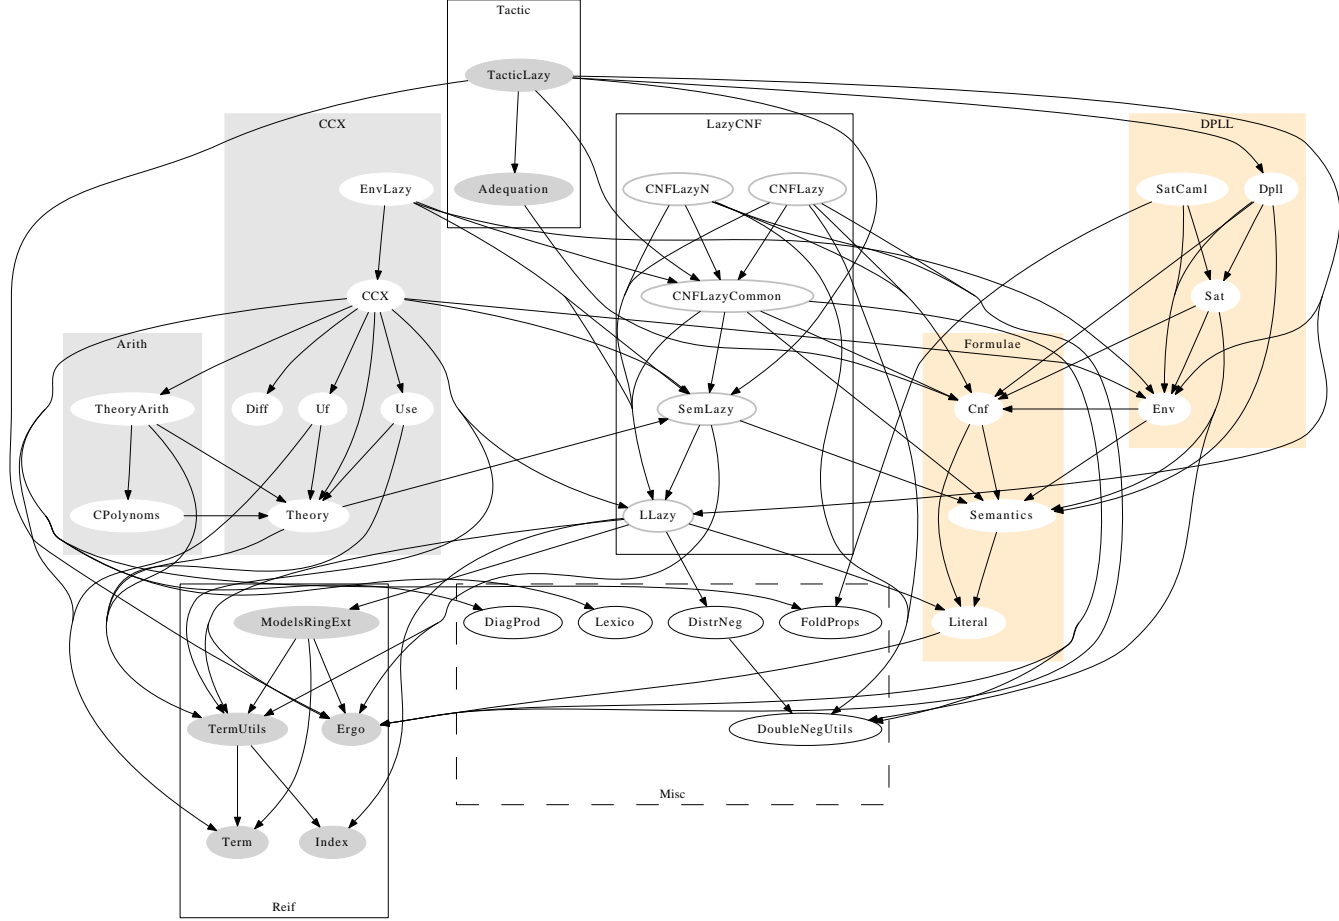 Tactic
TacticLazy
CCX
LazyCNF
DPLL
EnvLazy
Adequation
CNFLazyN
CNFLazy
SatCaml
Dpll
CCX
CNFLazyCommon
Sat
Arith
Formulae
TheoryArith
Diff
Uf
Use
SemLazy
Cnf
Env
CPolynoms
Theory
LLazy
Semantics
ModelsRingExt
DiagProd
Lexico
DistrNeg
FoldProps
Literal
TermUtils
Ergo
DoubleNegUtils
Misc
Term
Index
Reif